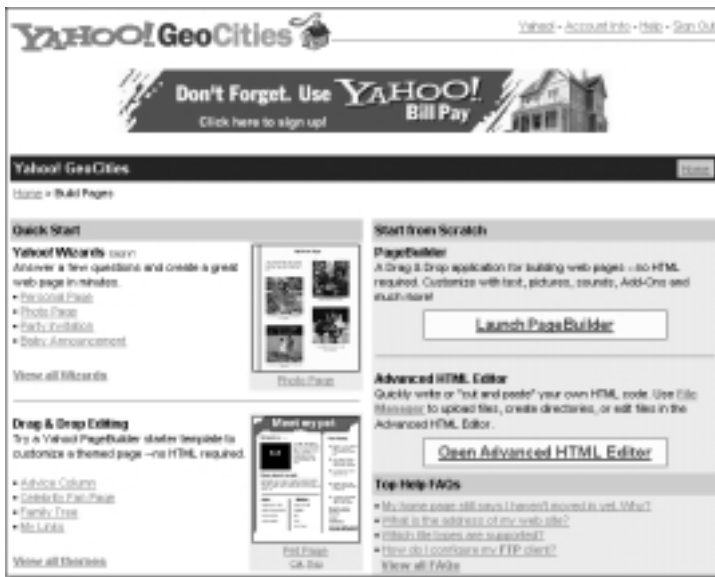 YAHOO! GeoCities
Yahoo! - Account Info - Help - Sign Out
Don't Forget. Use YAHOO! Bill Pay
Click here to sign up!
Yahoo! GeoCities
Home
Home > Build Pages
Quick Start
Yahoo! Wizards
Answer a few questions and create a great
web page in minutes.
• Personal Page
• Photo Page
• Party Invitation
• Baby Announcement
View all Wizards
Photo Page
Drag & Drop Editing
Try a Yahoo! PageBuilder starter template to
customize a themed page --no HTML required.
• Advice Column
• Celebrity Fan Page
• Family Tree
• My Links
View all themes
Meet my pet
Pet Page
Start from Scratch
PageBuilder
A Drag & Drop application for building web pages --no HTML
required. Customize with text, pictures, sounds, Add-Ons and
much more!
Launch PageBuilder
Advanced HTML Editor
Quickly write or "cut and paste" your own HTML code. Use File
Manager to upload files, create directories, or edit files in the
Advanced HTML Editor.
Open Advanced HTML Editor
Top Help FAQs
• My home page still says I haven't moved in yet. Why?
• What is the address of my web site?
• Which file types are supported?
• How do I configure my FTP client?
View all FAQs